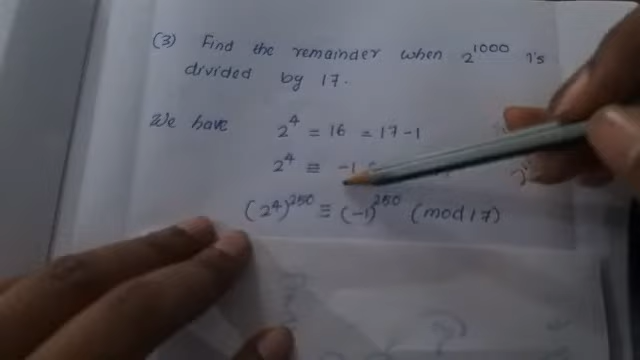 (3) Find the remainder when 2^1000 is
divided by 17.
We have 2^4 = 16 = 17-1
2^4 ≡ -1
(2^4)^250 ≡ (-1)^250 (mod 17)